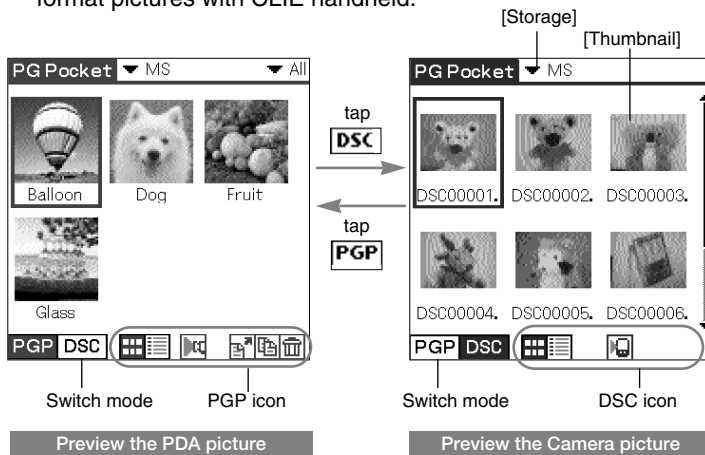 format pictures with CLIE handheld.
[Storage]
[Thumbnail]
PG Pocket MS All
Balloon Dog Fruit
Glass
PGP DSC
Switch mode PGP icon
Preview the PDA picture
tap
DSC
tap
PGP
PG Pocket MS
DSC00001. DSC00002. DSC00003.
DSC00004. DSC00005. DSC00006.
PGP DSC
Switch mode DSC icon
Preview the Camera picture